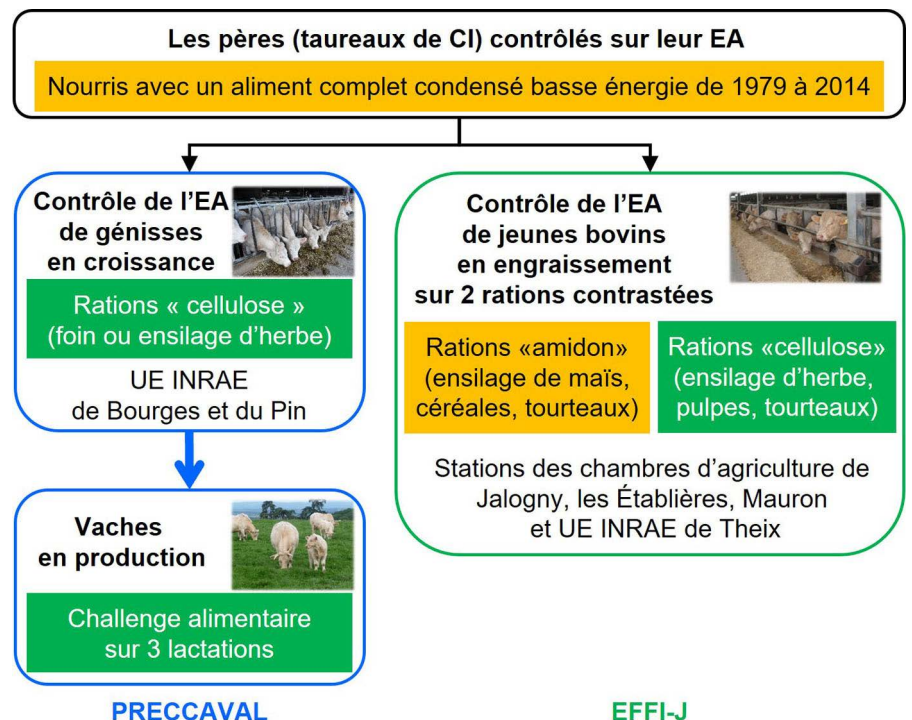 Les pères (taureaux de CI) contrôlés sur leur EA
Nourris avec un aliment complet condensé basse énergie de 1979 à 2014
Contrôle de l’EA
de génisses
en croissance
Rations « cellulose »
(foin ou ensilage d’herbe)
UE INRAE
de Bourges et du Pin
Vaches
en production
Challenge alimentaire
sur 3 lactations
PRECCAVAL
Contrôle de l’EA
de jeunes bovins
en engraissement
sur 2 rations contrastées
Rations «amidon»
(ensilage de maïs,
céréales, tourteaux)
Rations «cellulose»
(ensilage d’herbe,
pulpes, tourteaux)
Stations des chambres d’agriculture de
Jalogny, les Établières, Mauron
et UE INRAE de Theix
EFFI-J